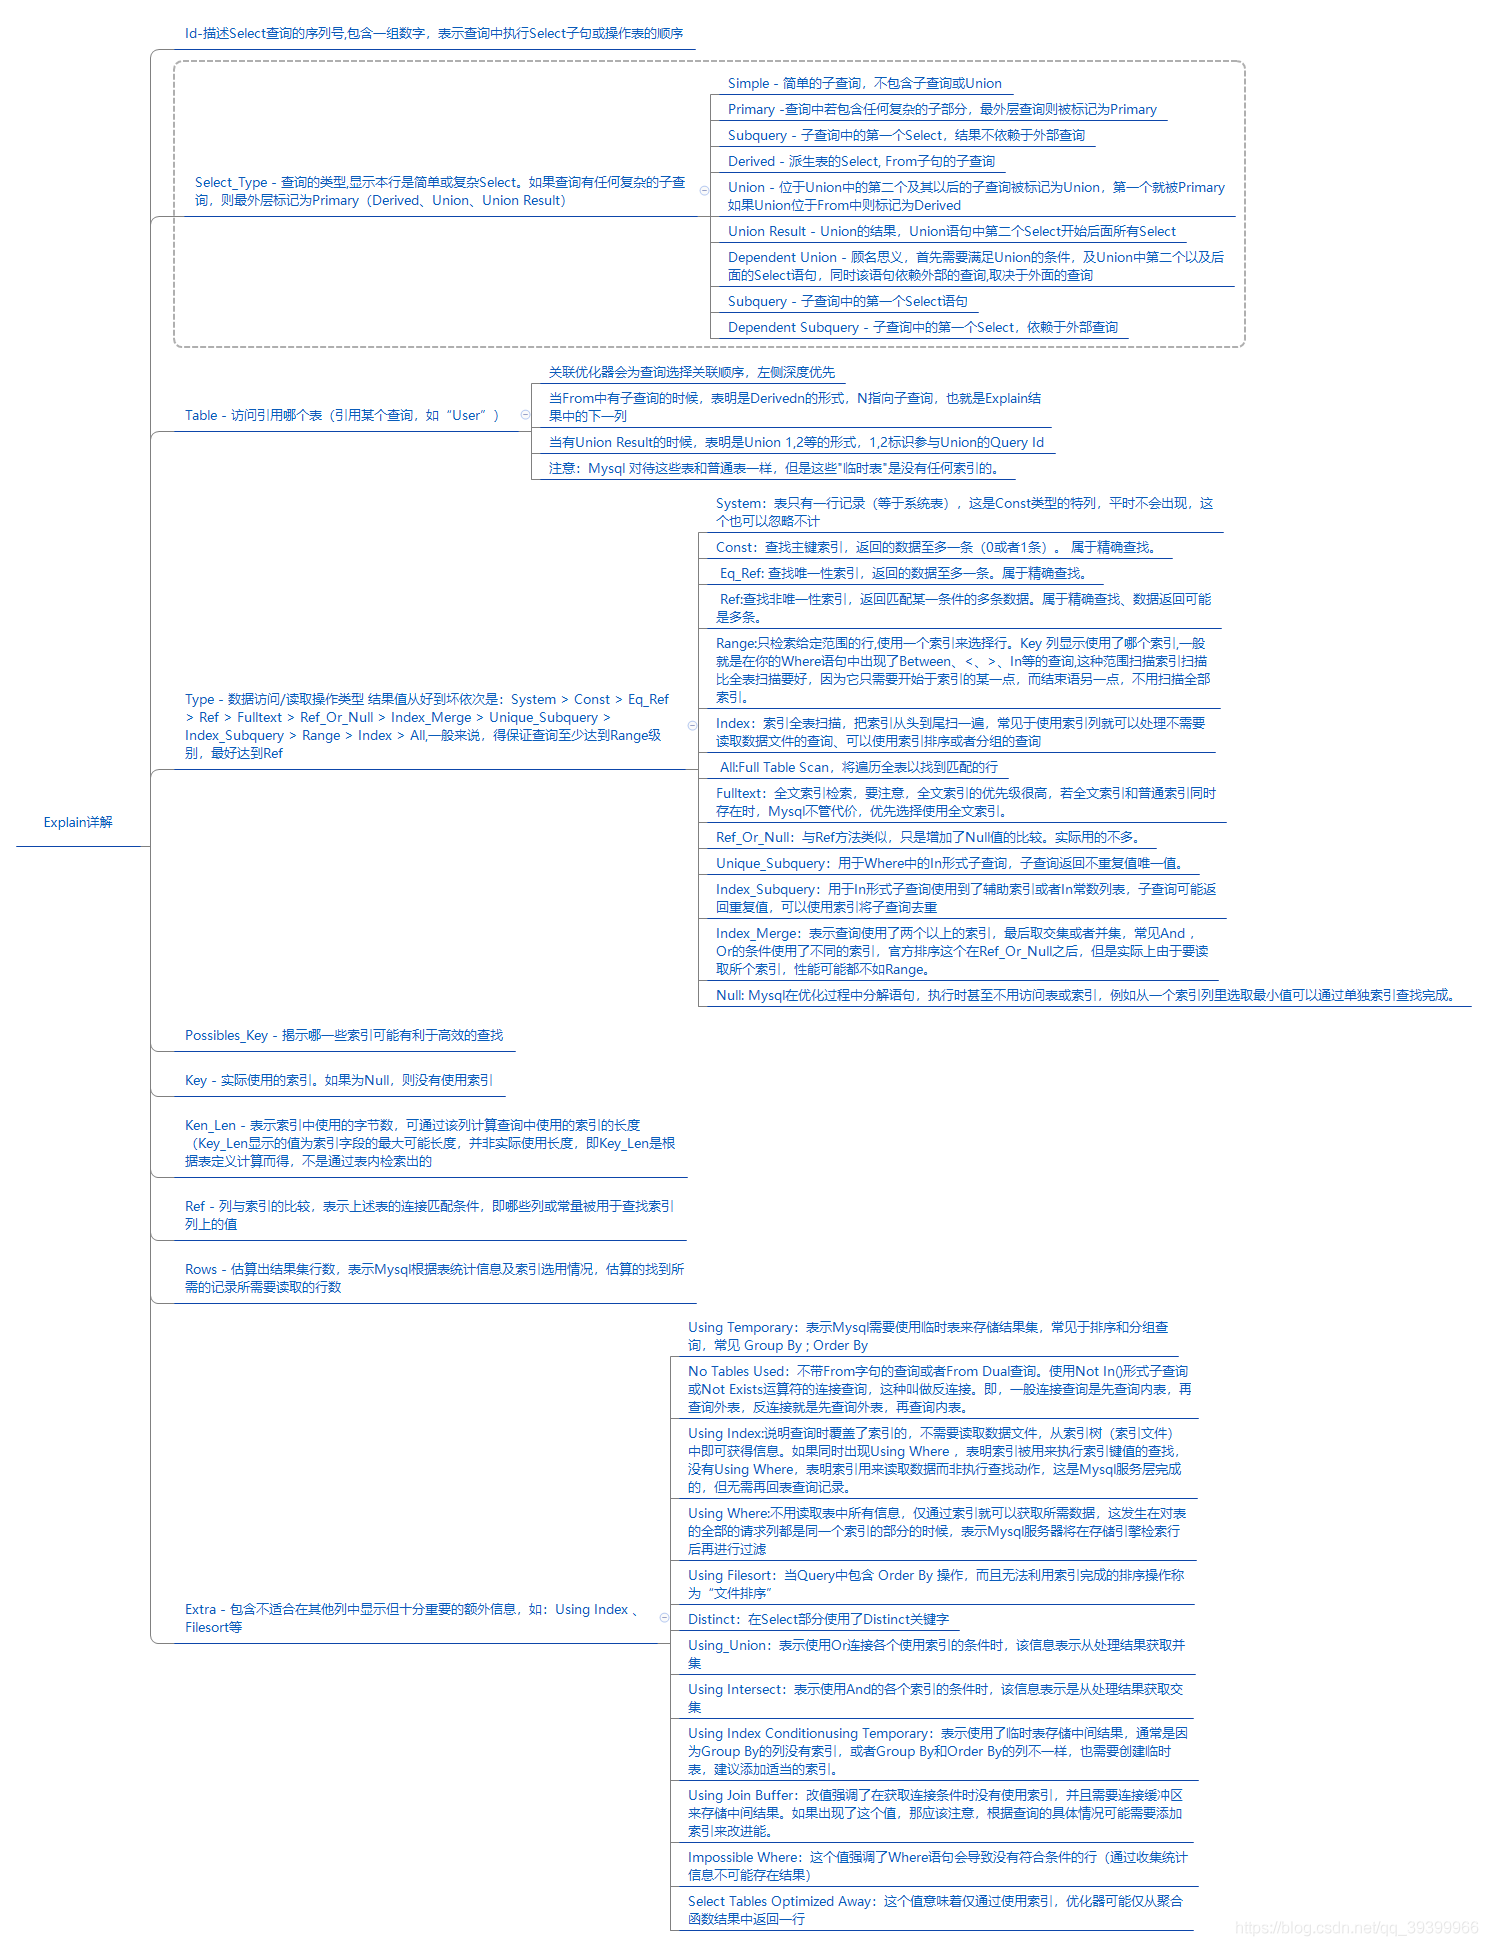 Id-描述Select查询的序列号,包含一组数字，表示查询中执行Select子句或操作表的顺序
Select_Type - 查询的类型,显示本行是简单或复杂Select。如果查询有任何复杂的子查
询，则最外层标记为Primary（Derived、Union、Union Result）
Simple - 简单的子查询，不包含子查询或Union
Primary -查询中若包含任何复杂的子部分，最外层查询则被标记为Primary
Subquery - 子查询中的第一个Select，结果不依赖于外部查询
Derived - 派生表的Select, From子句的子查询
Union - 位于Union中的第二个及其以后的子查询被标记为Union，第一个就被Primary
如果Union位于From中则标记为Derived
Union Result - Union的结果，Union语句中第二个Select开始后面所有Select
Dependent Union - 顾名思义，首先需要满足Union的条件，及Union中第二个以及后
面的Select语句，同时该语句依赖外部的查询,取决于外面的查询
Subquery - 子查询中的第一个Select语句
Dependent Subquery - 子查询中的第一个Select，依赖于外部查询
Table - 访问引用哪个表（引用某个查询，如“User”）
关联优化器会为查询选择关联顺序，左侧深度优先
当From中有子查询的时候，表明是Derivedn的形式，N指向子查询，也就是Explain结
果中的下一列
当有Union Result的时候，表明是Union 1,2等的形式，1,2标识参与Union的Query Id
注意：Mysql 对待这些表和普通表一样，但是这些"临时表"是没有任何索引的。
Type - 数据访问/读取操作类型 结果值从好到坏依次是：System > Const > Eq_Ref
> Ref > Fulltext > Ref_Or_Null > Index_Merge > Unique_Subquery >
Index_Subquery > Range > Index > All,一般来说，得保证查询至少达到Range级
别，最好达到Ref
System：表只有一行记录（等于系统表），这是Const类型的特列，平时不会出现，这
个也可以忽略不计
Const：查找主键索引，返回的数据至多一条（0或者1条）。 属于精确查找。
Eq_Ref: 查找唯一性索引，返回的数据至多一条。属于精确查找。
Ref:查找非唯一性索引，返回匹配某一条件的多条数据。属于精确查找、数据返回可能
是多条。
Range:只检索给定范围的行,使用一个索引来选择行。Key 列显示使用了哪个索引,一般
就是在你的Where语句中出现了Between、<、>、In等的查询,这种范围扫描索引扫描
比全表扫描要好，因为它只需要开始于索引的某一点，而结束语另一点，不用扫描全部
索引。
Index：索引全表扫描，把索引从头到尾扫一遍，常见于使用索引列就可以处理不需要
读取数据文件的查询、可以使用索引排序或者分组的查询
All:Full Table Scan，将遍历全表以找到匹配的行
Fulltext：全文索引检索，要注意，全文索引的优先级很高，若全文索引和普通索引同时
存在时，Mysql不管代价，优先选择使用全文索引。
Ref_Or_Null：与Ref方法类似，只是增加了Null值的比较。实际用的不多。
Unique_Subquery：用于Where中的In形式子查询，子查询返回不重复值唯一值。
Index_Subquery：用于In形式子查询使用到了辅助索引或者In常数列表，子查询可能返
回重复值，可以使用索引将子查询去重
Index_Merge：表示查询使用了两个以上的索引，最后取交集或者并集，常见And ，
Or的条件使用了不同的索引，官方排序这个在Ref_Or_Null之后，但是实际上由于要读
取所个索引，性能可能都不如Range。
Null: Mysql在优化过程中分解语句，执行时甚至不用访问表或索引，例如从一个索引列里选取最小值可以通过单独索引查找完成。
Explain详解
Possibles_Key - 揭示哪一些索引可能有利于高效的查找
Key - 实际使用的索引。如果为Null，则没有使用索引
Ken_Len - 表示索引中使用的字节数，可通过该列计算查询中使用的索引的长度
（Key_Len显示的值为索引字段的最大可能长度，并非实际使用长度，即Key_Len是根
据表定义计算而得，不是通过表内检索出的
Ref - 列与索引的比较，表示上述表的连接匹配条件，即哪些列或常量被用于查找索引
列上的值
Rows - 估算出结果集行数，表示Mysql根据表统计信息及索引选用情况，估算的找到所
需的记录所需要读取的行数
Extra - 包含不适合在其他列中显示但十分重要的额外信息，如：Using Index 、
Filesort等
Using Temporary：表示Mysql需要使用临时表来存储结果集，常见于排序和分组查
询，常见 Group By ; Order By
No Tables Used：不带From字句的查询或者From Dual查询。使用Not In()形式子查询
或Not Exists运算符的连接查询，这种叫做反连接。即，一般连接查询是先查询内表，再
查询外表，反连接就是先查询外表，再查询内表。
Using Index:说明查询时覆盖了索引的，不需要读取数据文件，从索引树（索引文件）
中即可获得信息。如果同时出现Using Where ，表明索引被用来执行索引键值的查找，
没有Using Where，表明索引用来读取数据而非执行查找动作，这是Mysql服务层完成
的，但无需再回表查询记录。
Using Where:不用读取表中所有信息，仅通过索引就可以获取所需数据，这发生在对表
的全部的请求列都是同一个索引的部分的时候，表示Mysql服务器将在存储引擎检索行
后再进行过滤
Using Filesort：当Query中包含 Order By 操作，而且无法利用索引完成的排序操作称
为“文件排序”
Distinct：在Select部分使用了Distinct关键字
Using_Union：表示使用Or连接各个使用索引的条件时，该信息表示从处理结果获取并
集
Using Intersect：表示使用And的各个索引的条件时，该信息表示是从处理结果获取交
集
Using Index Conditionusing Temporary：表示使用了临时表存储中间结果，通常是因
为Group By的列没有索引，或者Group By和Order By的列不一样，也需要创建临时
表，建议添加适当的索引。
Using Join Buffer：改值强调了在获取连接条件时没有使用索引，并且需要连接缓冲区
来存储中间结果。如果出现了这个值，那应该注意，根据查询的具体情况可能需要添加
索引来改进能。
Impossible Where：这个值强调了Where语句会导致没有符合条件的行（通过收集统计
信息不可能存在结果）
Select Tables Optimized Away：这个值意味着仅通过使用索引，优化器可能仅从聚合
函数结果中返回一行
https://blog.csdn.net/qq_39399966